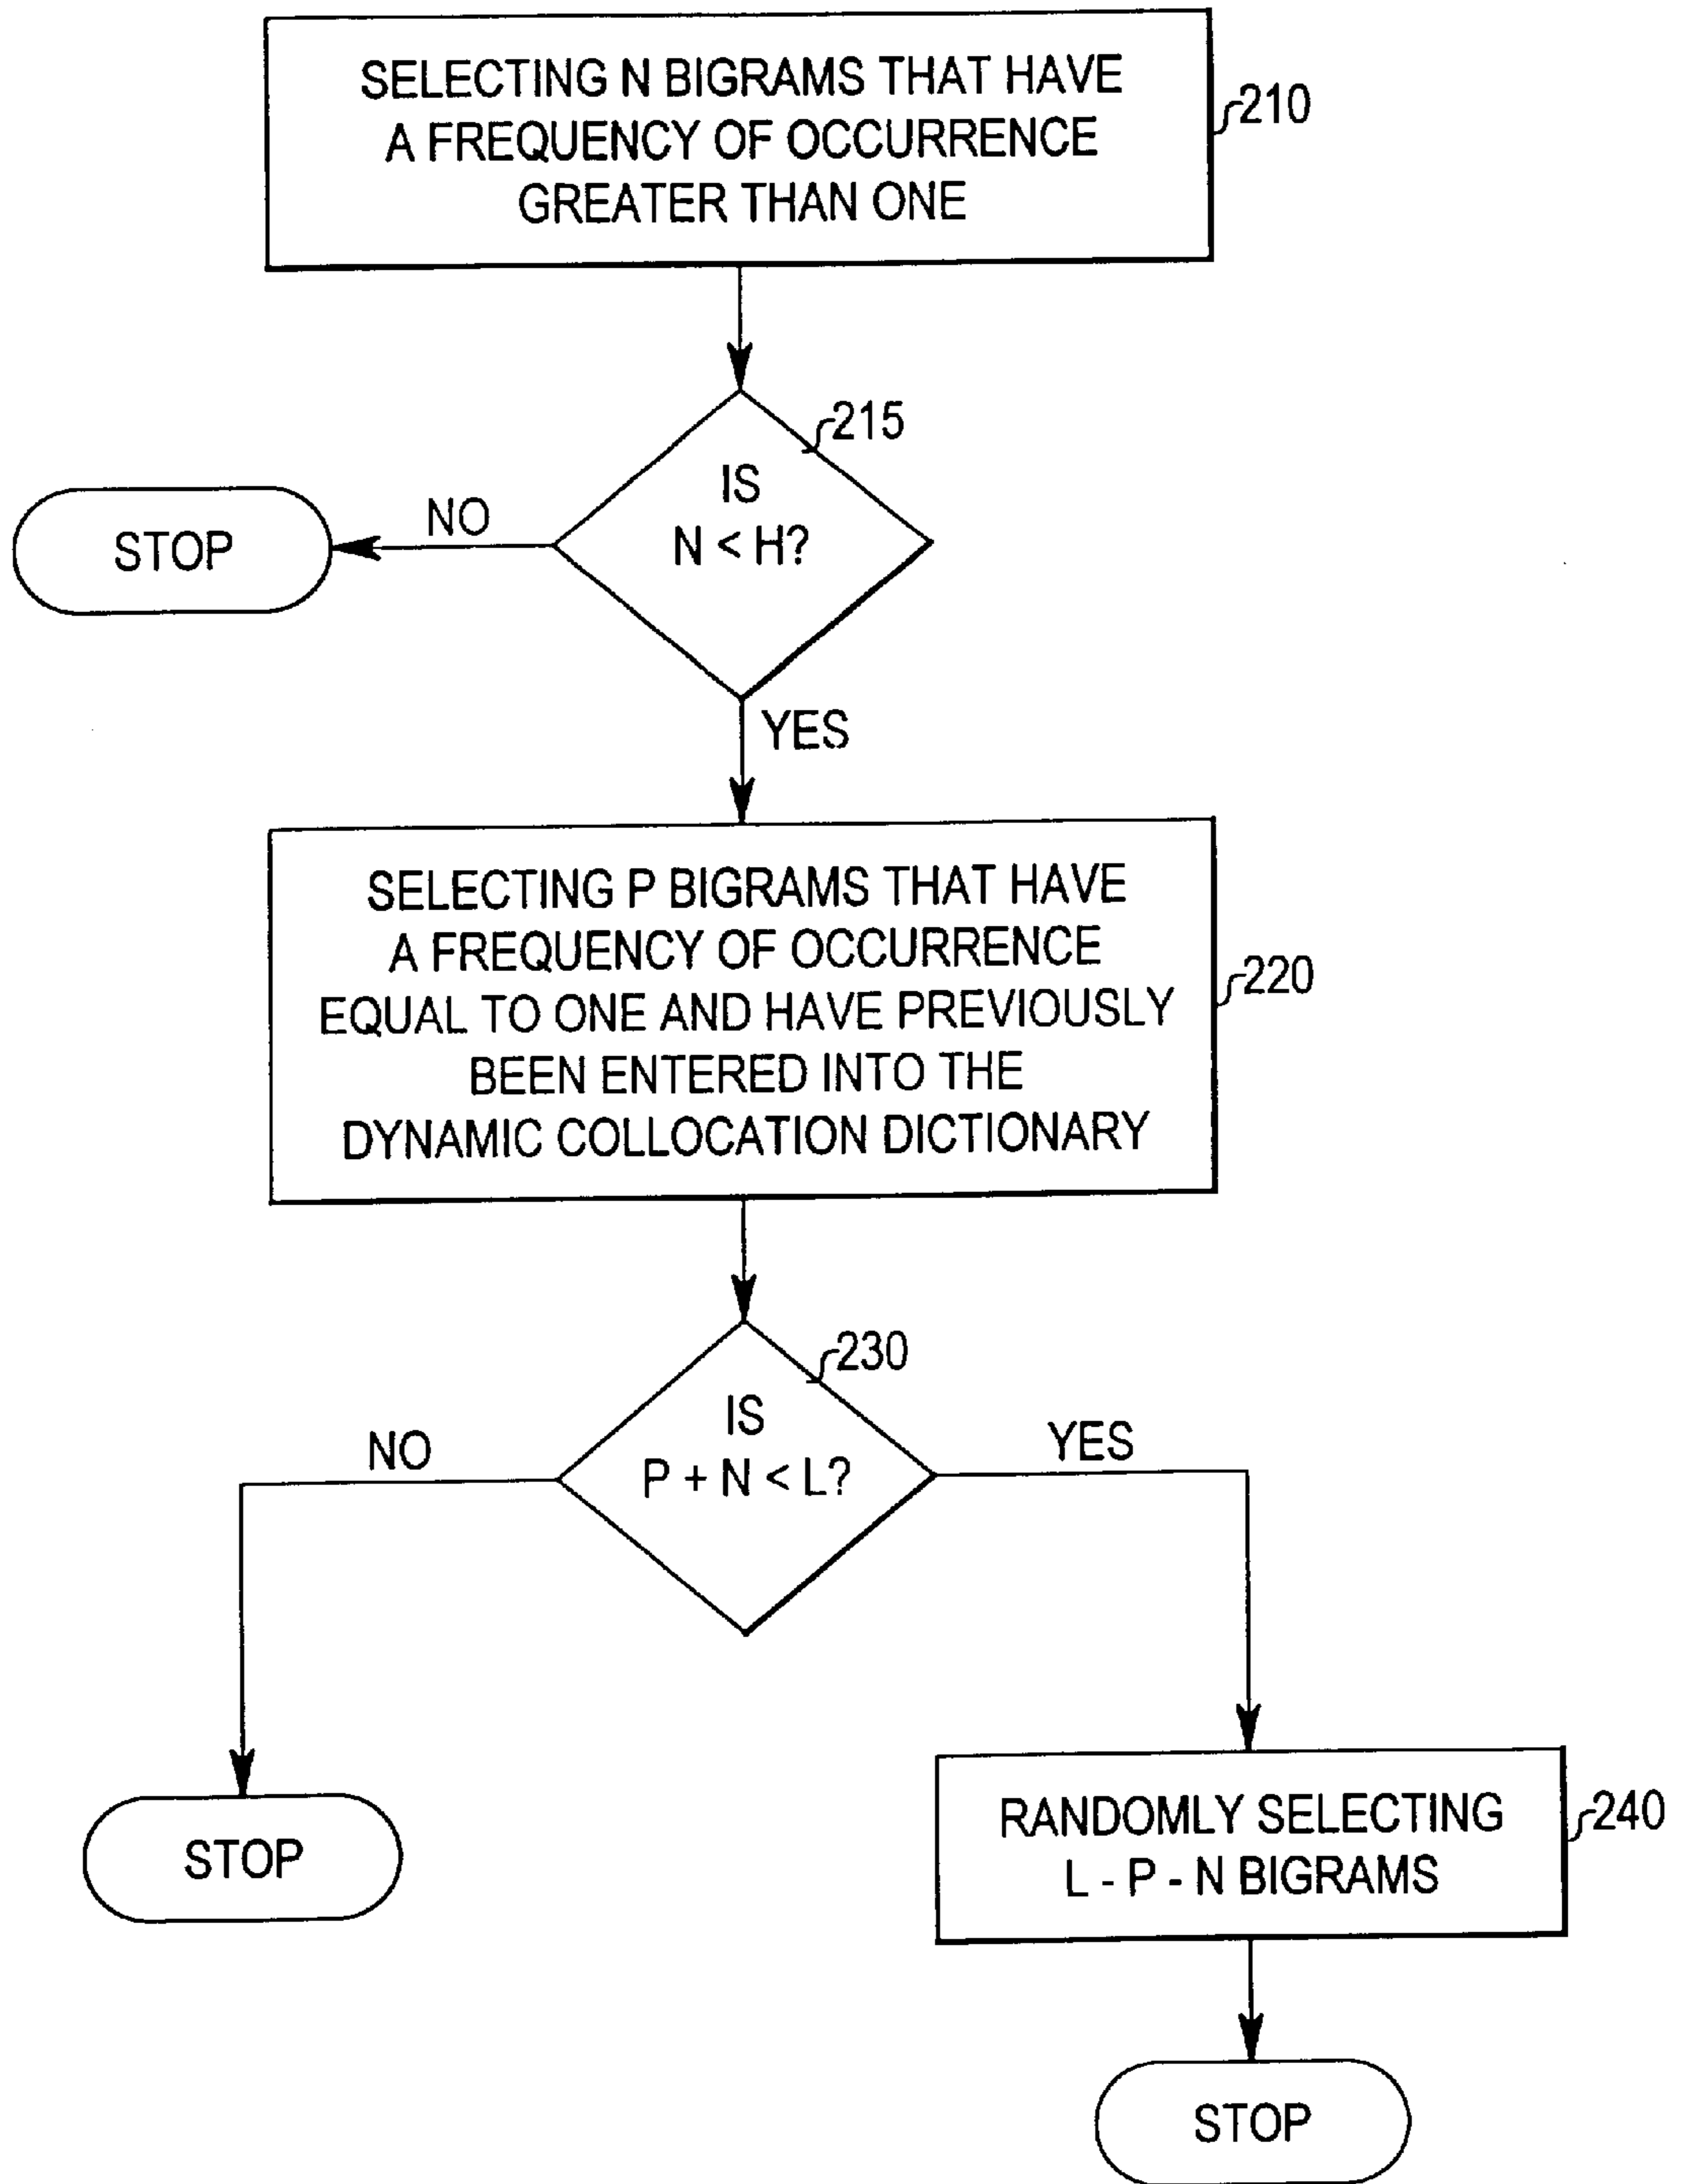 SELECTING N BIGRAMS THAT HAVE
A FREQUENCY OF OCCURRENCE
GREATER THAN ONE
210
215
IS
N < H?
NO
STOP
YES
SELECTING P BIGRAMS THAT HAVE
A FREQUENCY OF OCCURRENCE
EQUAL TO ONE AND HAVE PREVIOUSLY
BEEN ENTERED INTO THE
DYNAMIC COLLOCATION DICTIONARY
220
230
IS
P + N < L?
NO
YES
STOP
RANDOMLY SELECTING
L - P - N BIGRAMS
240
STOP